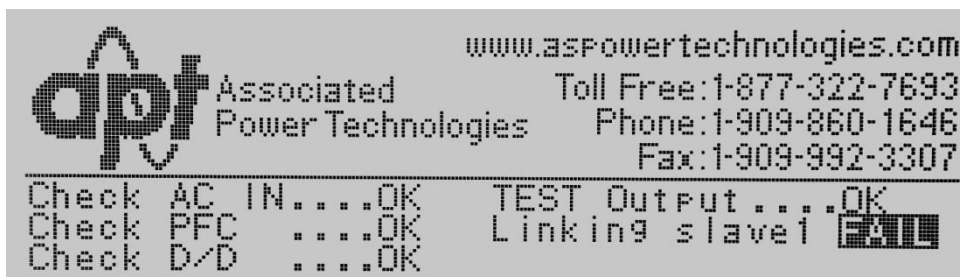 www.aspowertechnologies.com
apt Associated
Power Technologies
Toll Free:1-877-322-7693
Phone:1-909-860-1646
Fax:1-909-992-3307
Check AC IN....OK
Check PFC ....OK
Check D/D ....OK
TEST Output....OK
Linking slave1 FAIL